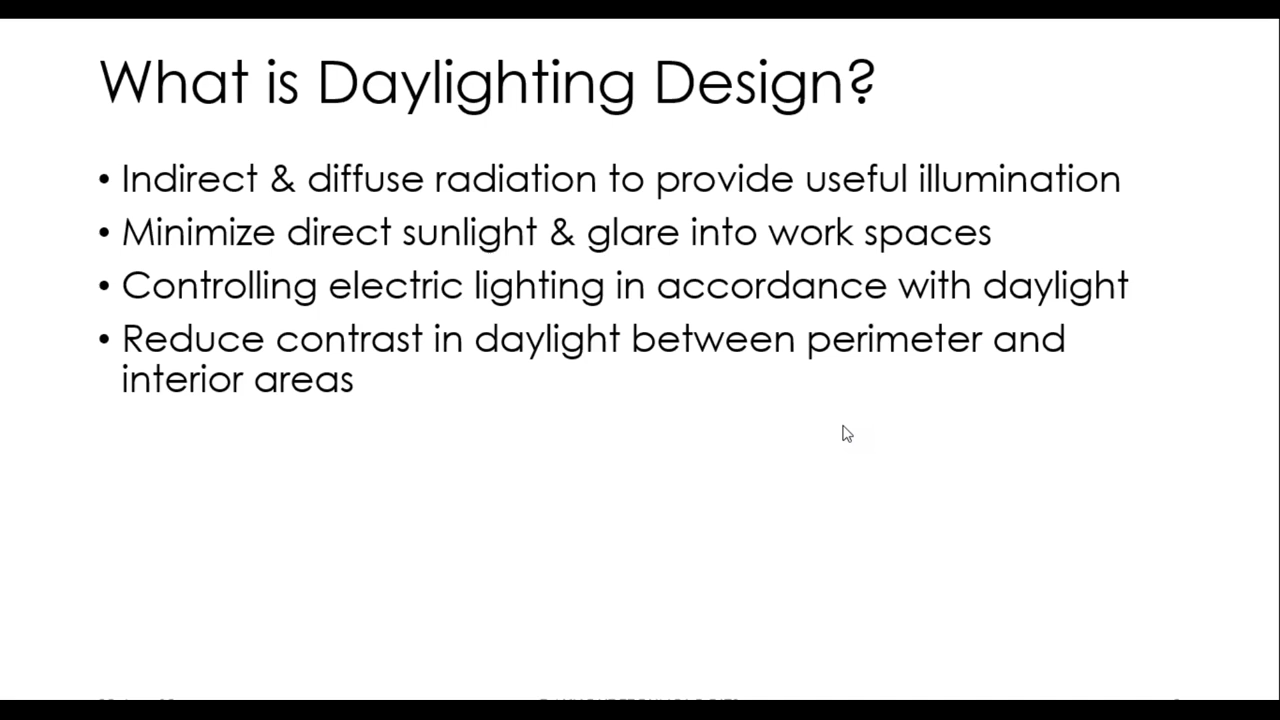 What is Daylighting Design?
• Indirect & diffuse radiation to provide useful illumination
• Minimize direct sunlight & glare into work spaces
• Controlling electric lighting in accordance with daylight
• Reduce contrast in daylight between perimeter and
interior areas